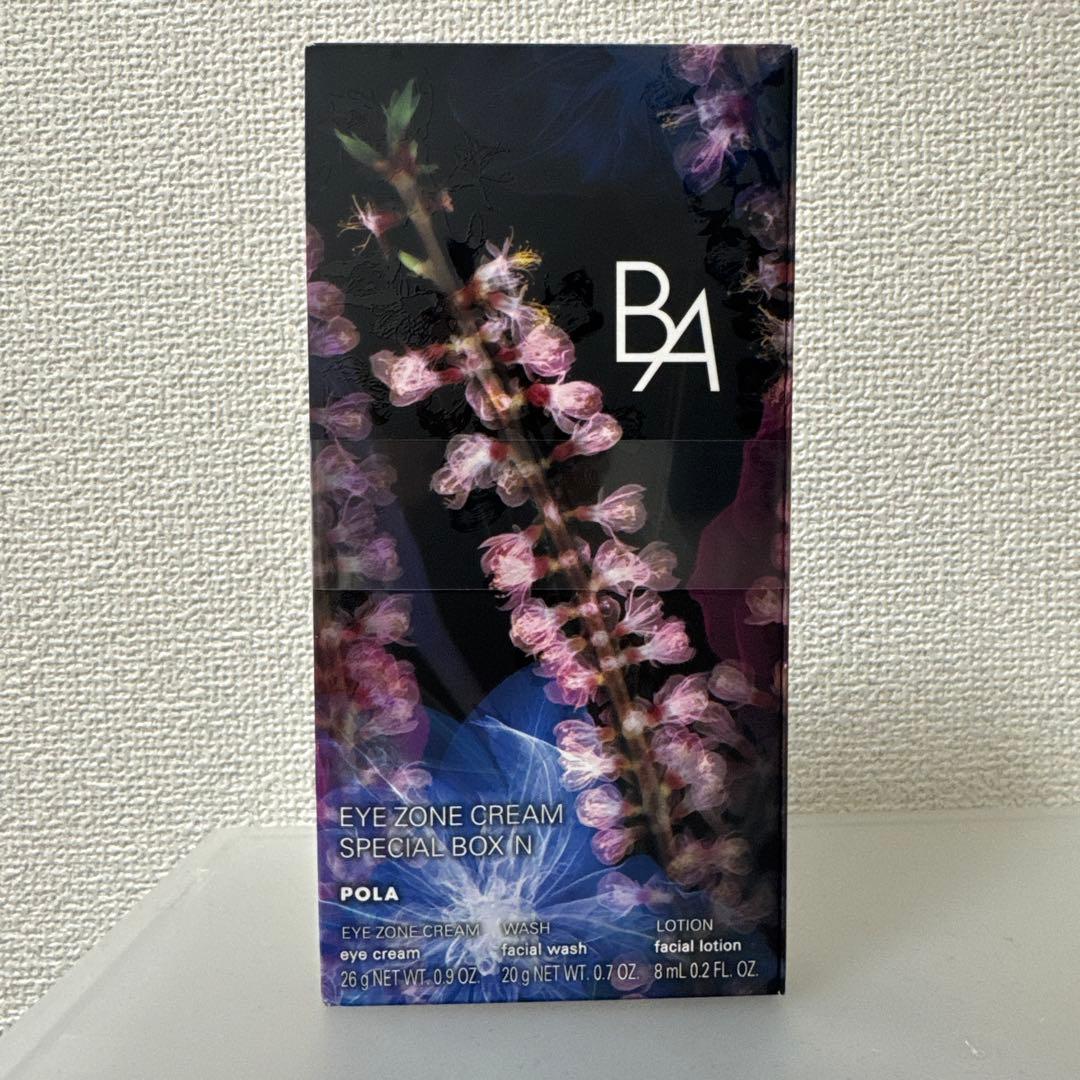 BA
EYE ZONE CREAM
SPECIAL BOX N
POLA
EYE ZONE CREAM WASH LOTION
eye cream facial wash facial lotion
26 g NET WT. 0.9 OZ. 20 g NET WT. 0.7 OZ. 8 mL 0.2 FL. OZ.